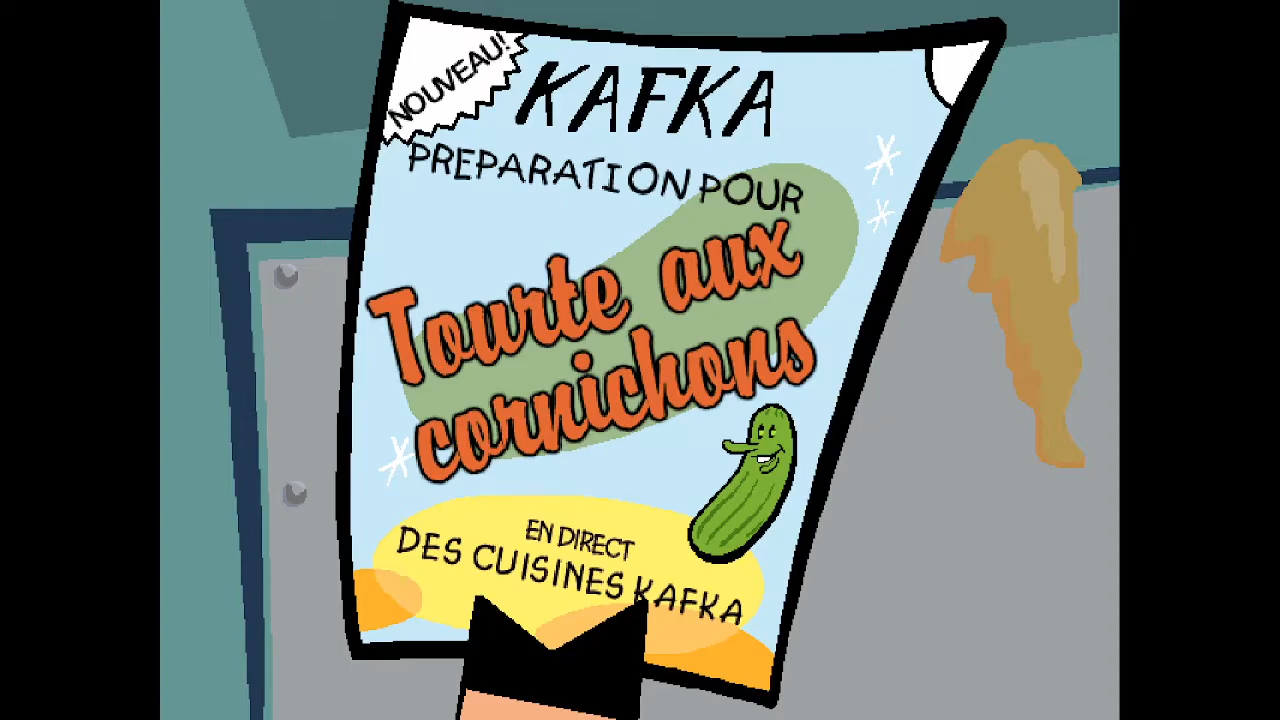 NOUVEAU!
KAFKA
PREPARATION POUR
Tourte aux
cornichons
EN DIRECT
DES CUISINES KAFKA